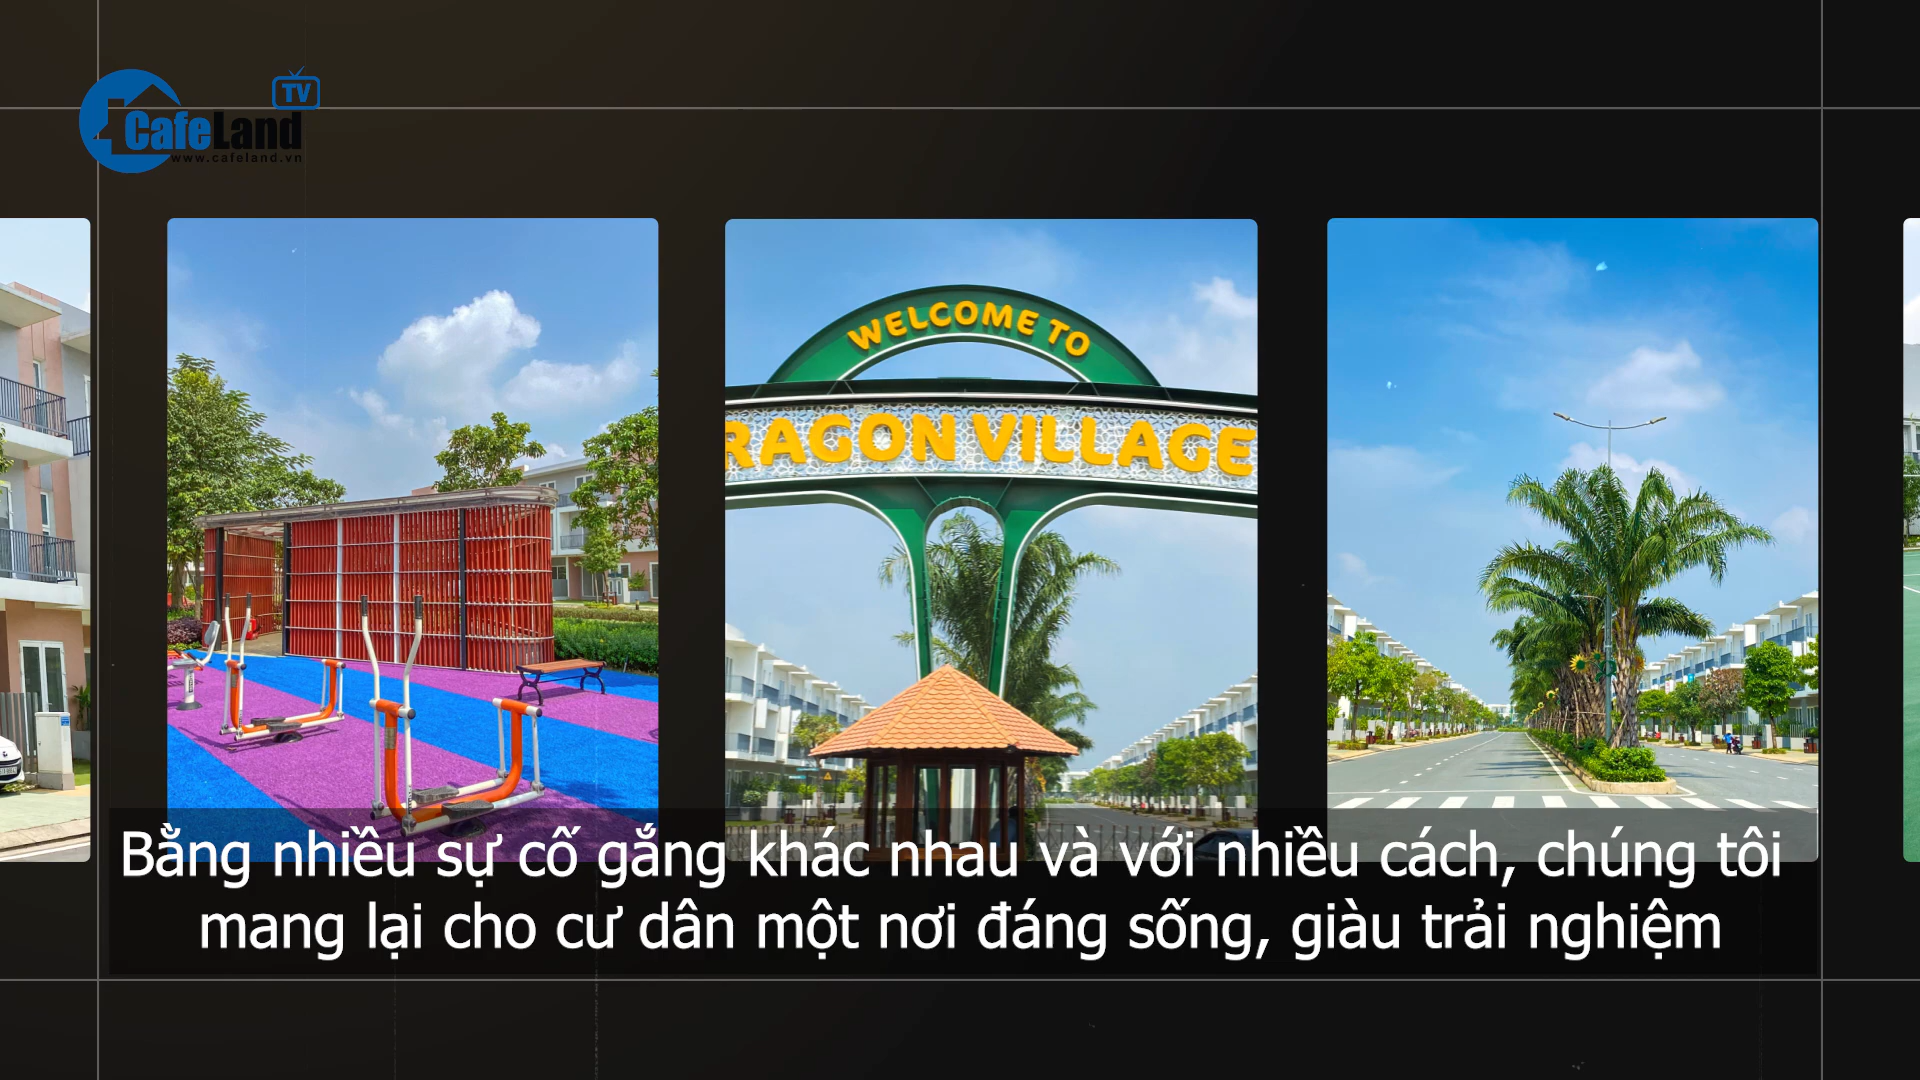 TV
CafeLand
www.cafeland.vn
WELCOME TO
RAGON VILLAGE
Bằng nhiều sự cố gắng khác nhau và với nhiều cách, chúng tôi
mang lại cho cư dân một nơi đáng sống, giàu trải nghiệm